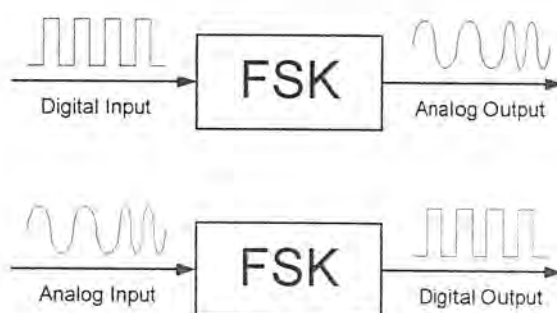 FSK
Digital Input
Analog Output
FSK
Analog Input
Digital Output